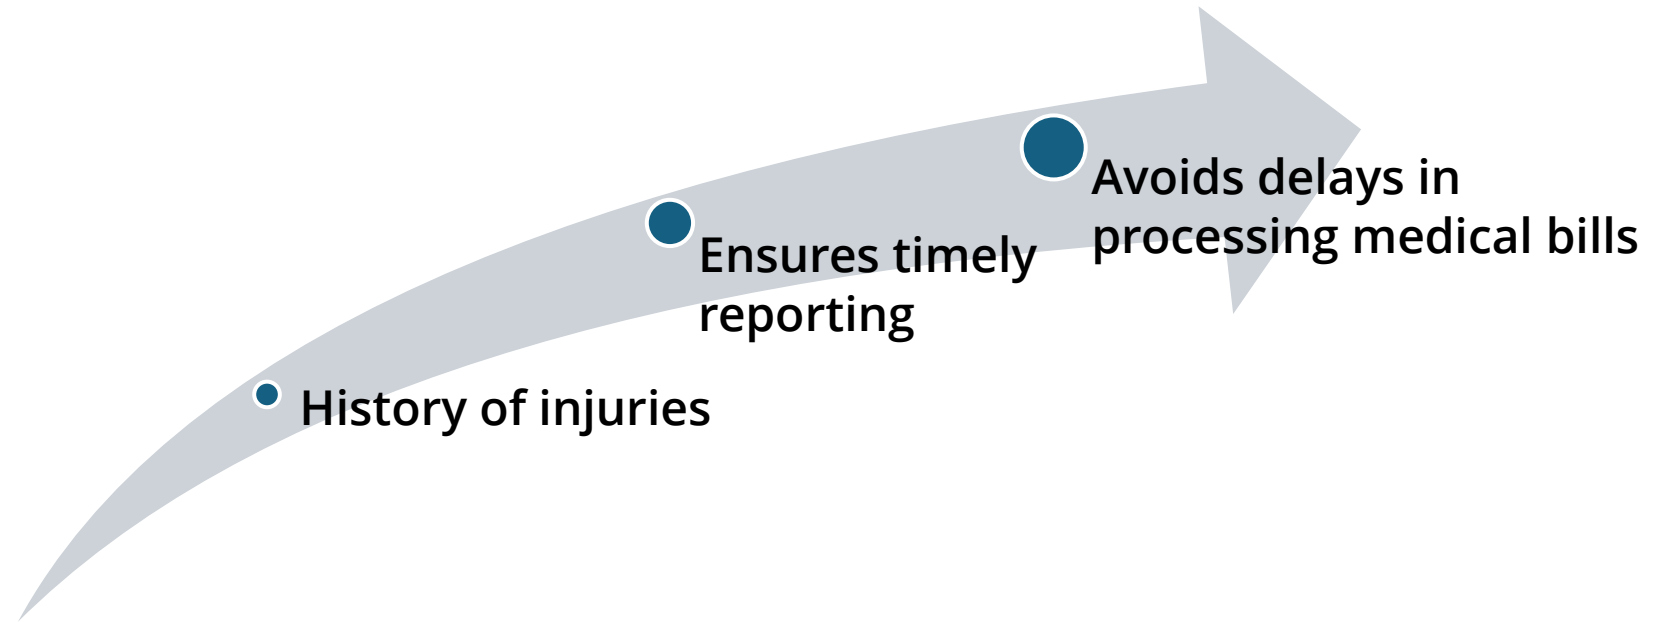 History of injuries
Ensures timely
reporting
Avoids delays in
processing medical bills